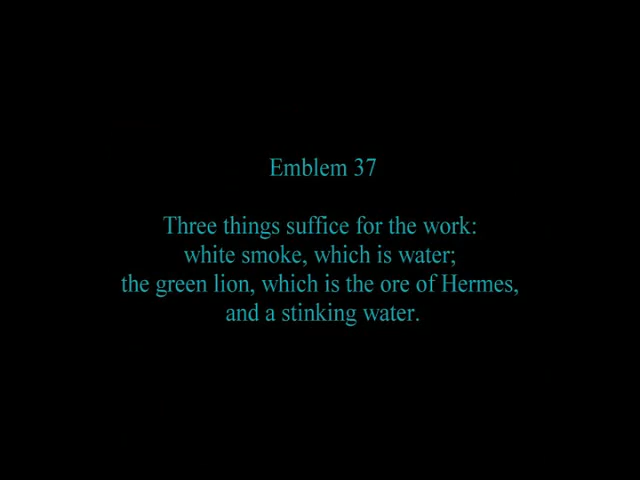 Emblem 37
Three things suffice for the work:
white smoke, which is water;
the green lion, which is the ore of Hermes,
and a stinking water.